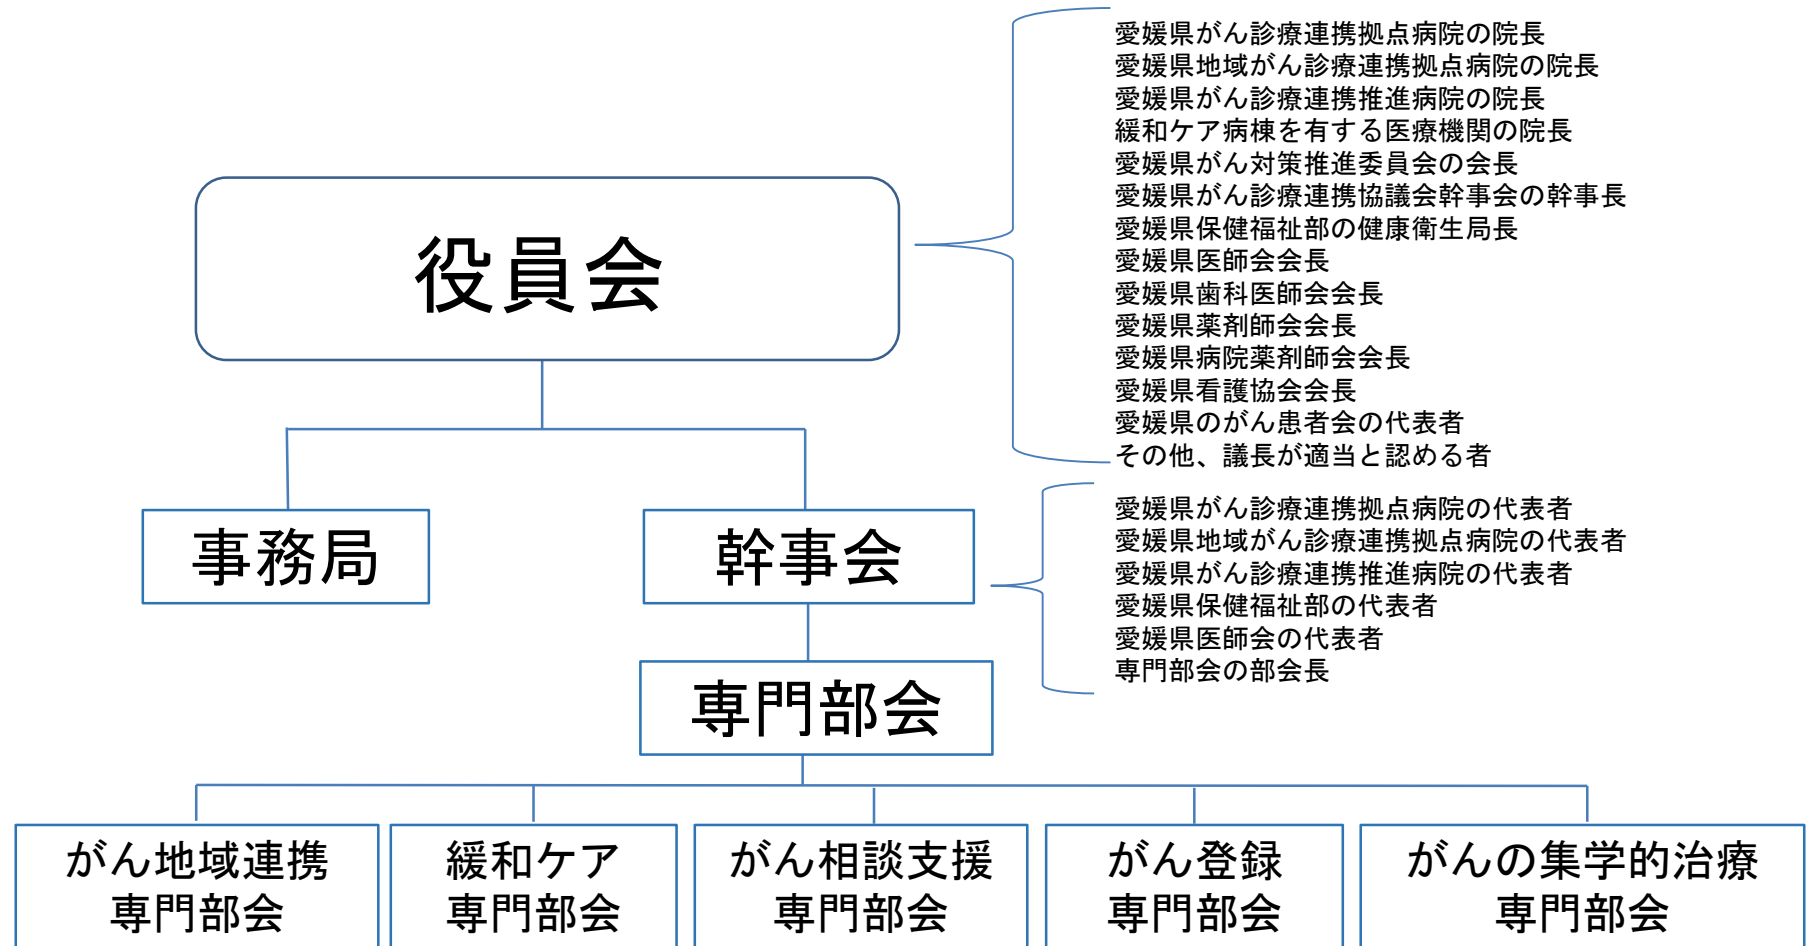 愛媛県がん診療連携拠点病院の院長
愛媛県地域がん診療連携拠点病院の院長
愛媛県がん診療連携推進病院の院長
緩和ケア病棟を有する医療機関の院長
愛媛県がん対策推進委員会の会長
愛媛県がん診療連携協議会幹事会の幹事長
愛媛県保健福祉部の健康衛生局長
愛媛県医師会会長
愛媛県歯科医師会会長
愛媛県薬剤師会会長
愛媛県病院薬剤師会会長
愛媛県看護協会会長
愛媛県のがん患者会の代表者
その他、議長が適当と認める者
役員会
事務局
幹事会
愛媛県がん診療連携拠点病院の代表者
愛媛県地域がん診療連携拠点病院の代表者
愛媛県がん診療連携推進病院の代表者
愛媛県保健福祉部の代表者
愛媛県医師会の代表者
専門部会の部会長
専門部会
がん地域連携
専門部会
緩和ケア
専門部会
がん相談支援
専門部会
がん登録
専門部会
がんの集学的治療
専門部会